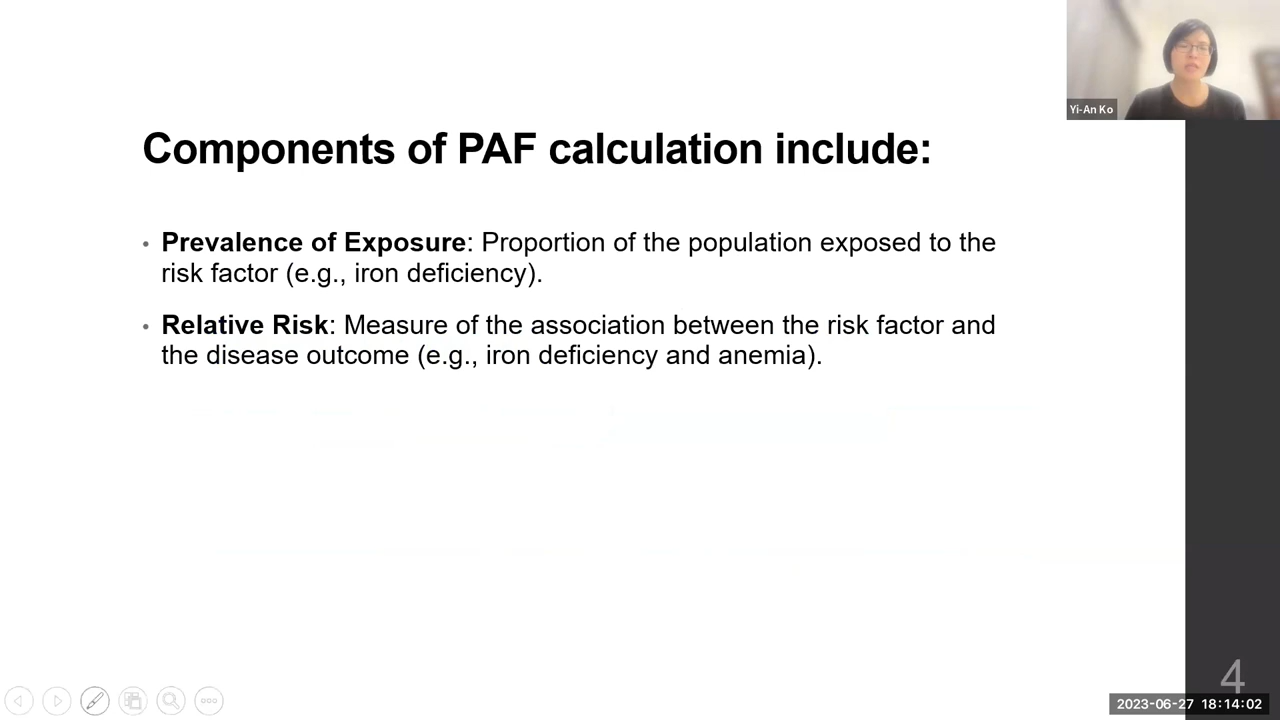 Yi-An Ko
Components of PAF calculation include:
• Prevalence of Exposure: Proportion of the population exposed to the
risk factor (e.g., iron deficiency).
• Relative Risk: Measure of the association between the risk factor and
the disease outcome (e.g., iron deficiency and anemia).
4
2023-06-27 18:14:02